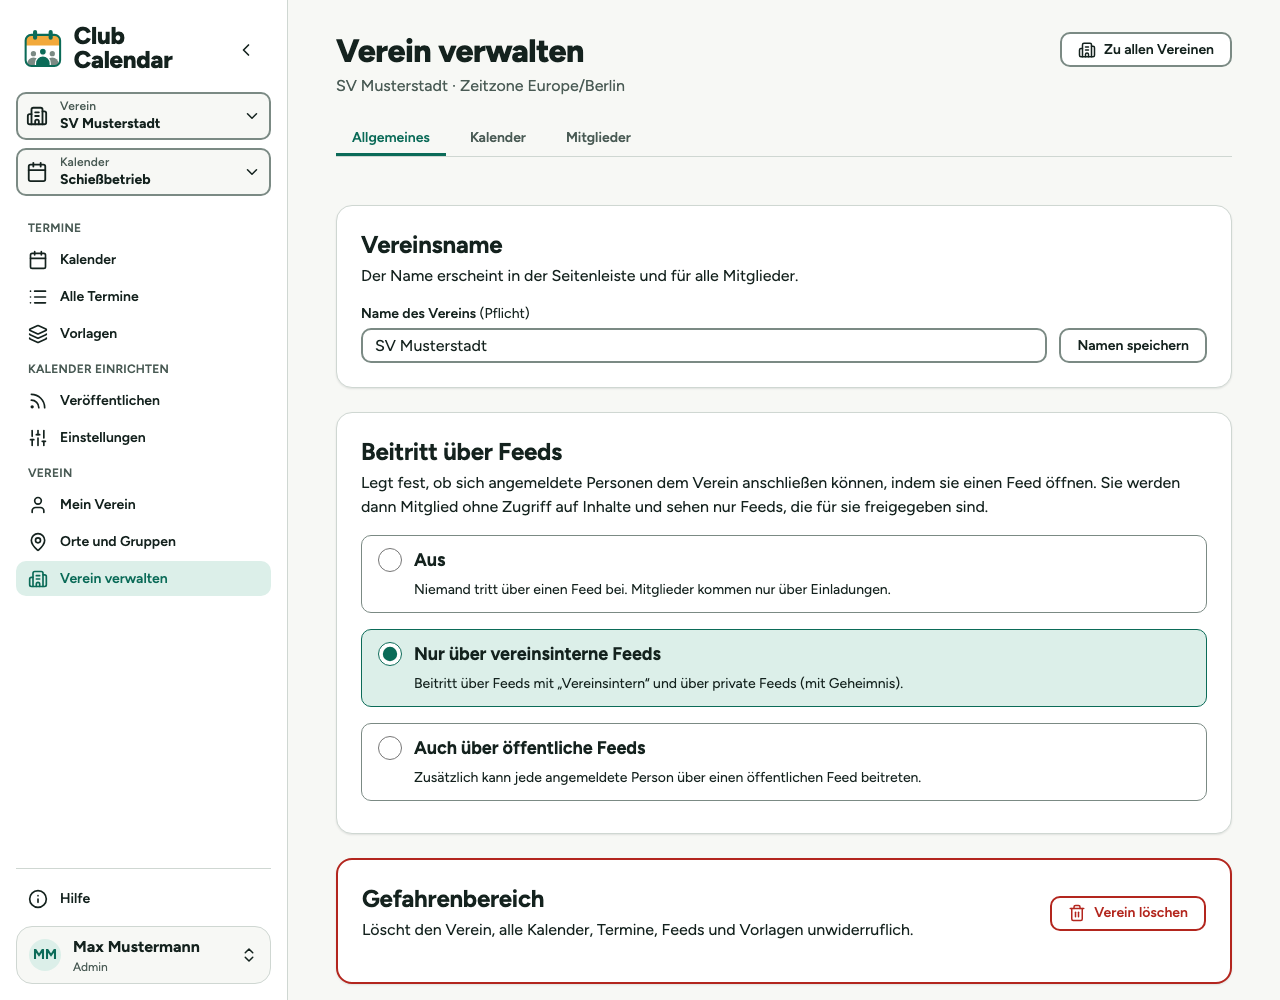 Club
Calendar
Verein
SV Musterstadt
Kalender
Schießbetrieb
TERMINE
Kalender
Alle Termine
Vorlagen
KALENDER EINRICHTEN
Veröffentlichen
Einstellungen
VEREIN
Mein Verein
Orte und Gruppen
Verein verwalten
Hilfe
MM
Max Mustermann
Admin
Verein verwalten
Zu allen Vereinen
SV Musterstadt · Zeitzone Europe/Berlin
Allgemeines Kalender Mitglieder
Vereinsname
Der Name erscheint in der Seitenleiste und für alle Mitglieder.
Name des Vereins (Pflicht)
SV Musterstadt
Namen speichern
Beitritt über Feeds
Legt fest, ob sich angemeldete Personen dem Verein anschließen können, indem sie einen Feed öffnen. Sie werden
dann Mitglied ohne Zugriff auf Inhalte und sehen nur Feeds, die für sie freigegeben sind.
Aus
Niemand tritt über einen Feed bei. Mitglieder kommen nur über Einladungen.
Nur über vereinsinterne Feeds
Beitritt über Feeds mit „Vereinsintern“ und über private Feeds (mit Geheimnis).
Auch über öffentliche Feeds
Zusätzlich kann jede angemeldete Person über einen öffentlichen Feed beitreten.
Gefahrenbereich
Löscht den Verein, alle Kalender, Termine, Feeds und Vorlagen unwiderruflich.
Verein löschen